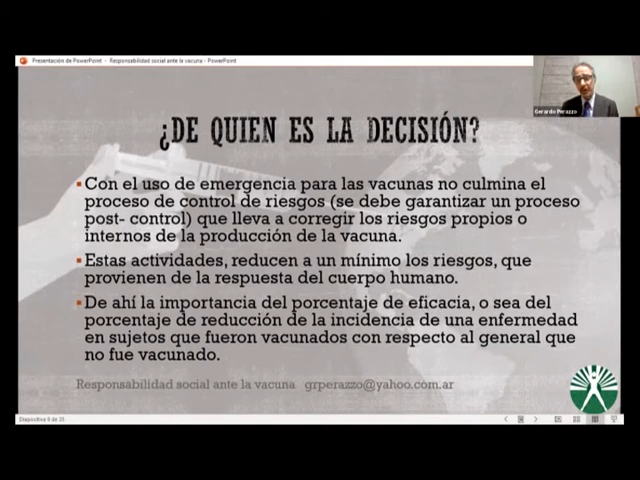 Presentación de PowerPoint - Responsabilidad social ante la vacuna - PowerPoint
Gerardo Perazzo
¿DE QUIEN ES LA DECISIÓN?
Con el uso de emergencia para las vacunas no culmina el
proceso de control de riesgos (se debe garantizar un proceso
post- control) que lleva a corregir los riesgos propios o
internos de la producción de la vacuna.
Estas actividades, reducen a un mínimo los riesgos, que
provienen de la respuesta del cuerpo humano.
De ahí la importancia del porcentaje de eficacia, o sea del
porcentaje de reducción de la incidencia de una enfermedad
en sujetos que fueron vacunados con respecto al general que
no fue vacunado.
Responsabilidad social ante la vacuna grperazzo@yahoo.com.ar